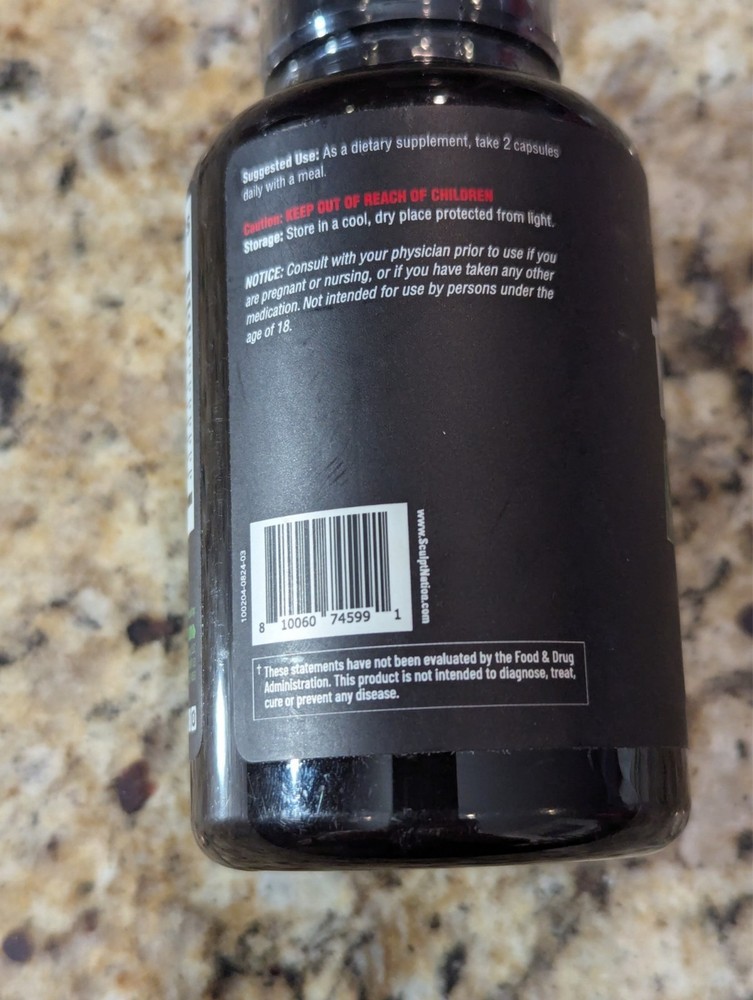 Suggested Use: As a dietary supplement, take 2 capsules
daily with a meal.
Caution: KEEP OUT OF REACH OF CHILDREN
Storage: Store in a cool, dry place protected from light.
NOTICE: Consult with your physician prior to use if you
are pregnant or nursing, or if you have taken any other
medication. Not intended for use by persons under the
age of 18.
100204-0824-03
8 10060 74599 1
www.SculptNation.com
† These statements have not been evaluated by the Food & Drug
Administration. This product is not intended to diagnose, treat,
cure or prevent any disease.